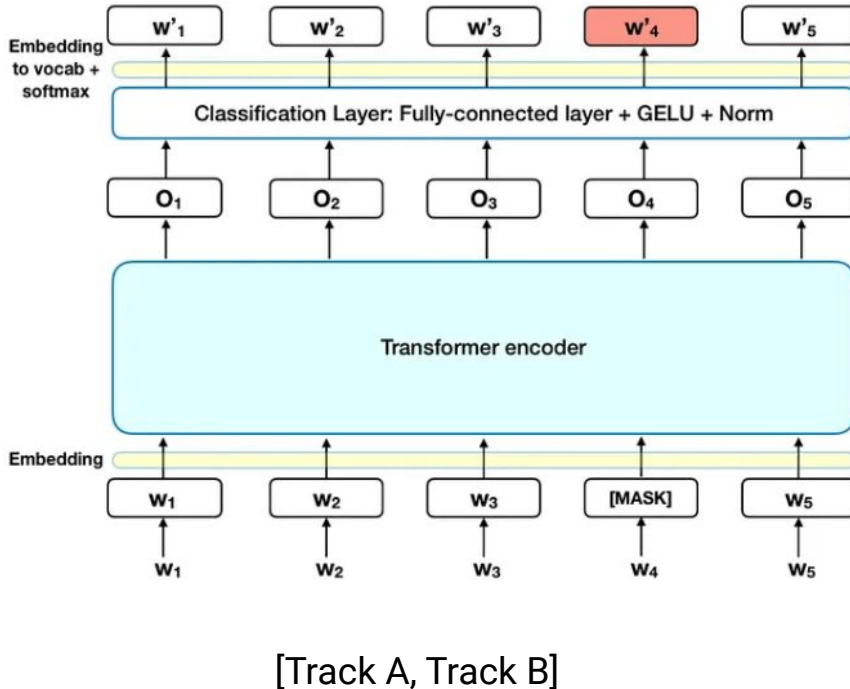 w'₁ w'₂ w'₃ w'₄ w'₅
Embedding
to vocab +
softmax
Classification Layer: Fully-connected layer + GELU + Norm
O₁ O₂ O₃ O₄ O₅
Transformer encoder
Embedding
W₁ W₂ W₃ [MASK] W₅
W₁ W₂ W₃ W₄ W₅
[Track A, Track B]